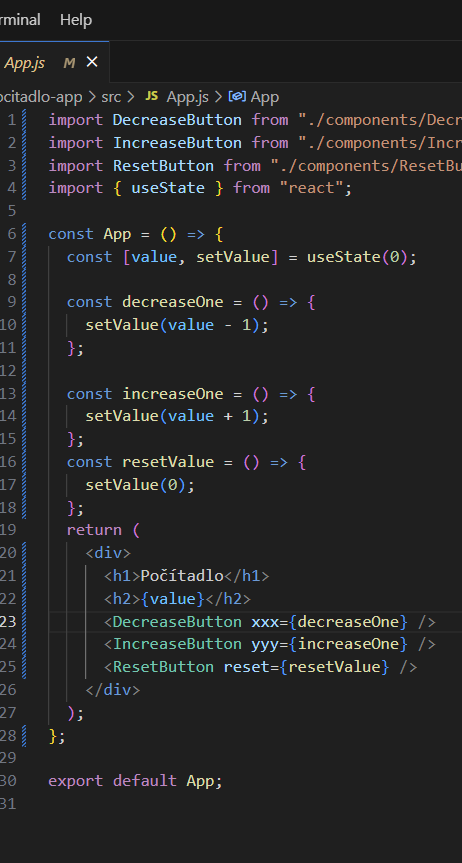 rminal Help
App.js M ×
ocitadlo-app > src > JS App.js > App
1 import DecreaseButton from "./components/Decr
2 import IncreaseButton from "./components/Incr
3 import ResetButton from "./components/ResetBu
4 import { useState } from "react";
5
6 const App = () => {
7 const [value, setValue] = useState(0);
8
9 const decreaseOne = () => {
10 setValue(value - 1);
11 };
12
13 const increaseOne = () => {
14 setValue(value + 1);
15 };
16 const resetValue = () => {
17 setValue(0);
18 };
19 return (
20 <div>
21 <h1>Počítadlo</h1>
22 <h2>{value}</h2>
23 <DecreaseButton xxx={decreaseOne} />
24 <IncreaseButton yyy={increaseOne} />
25 <ResetButton reset={resetValue} />
26 </div>
27 );
28 };
29
30 export default App;
31